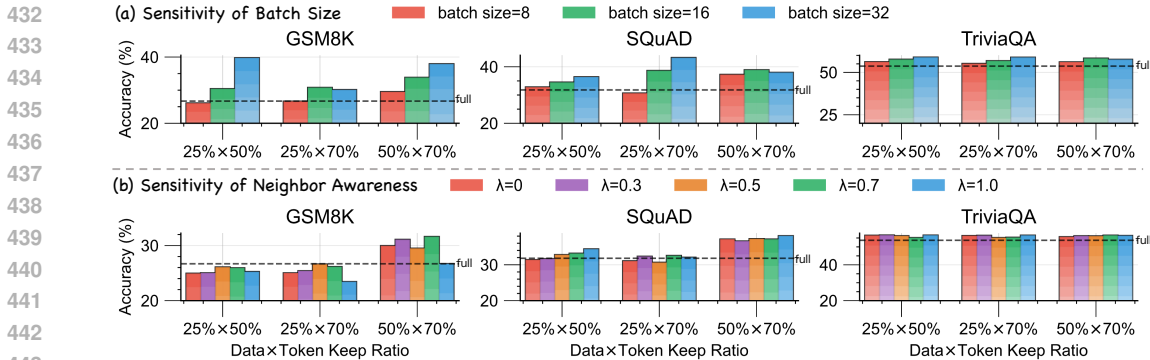 432
433
434
435
436
437
438
439
440
441
442
(a) Sensitivity of Batch Size
batch size=8 batch size=16 batch size=32
GSM8K SQuAD TriviaQA
Accuracy (%)
40 20 full
25%×50% 25%×70% 50%×70%
40 20 full
25%×50% 25%×70% 50%×70%
50 25 ful
25%×50% 25%×70% 50%×70%
(b) Sensitivity of Neighbor Awareness
λ=0 λ=0.3 λ=0.5 λ=0.7 λ=1.0
GSM8K SQuAD TriviaQA
Accuracy (%)
30 20 full
25%×50% 25%×70% 50%×70%
30 20 full
25%×50% 25%×70% 50%×70%
40 20 ful
25%×50% 25%×70% 50%×70%
Data×Token Keep Ratio Data×Token Keep Ratio Data×Token Keep Ratio